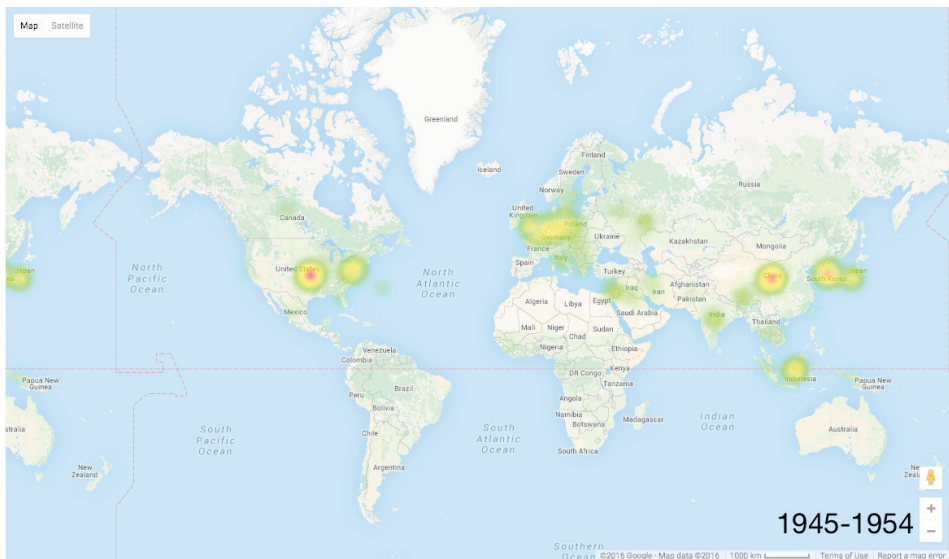 Map Satellite
Greenland
Iceland
Finland
Sweden
Norway
Russia
United
Kingdom
Canada
Poland
Germany
Ukraine
France
Kazakhstan
Mongolia
Italy
Spain
Turkey
Japan
North
Pacific
Ocean
United States
North
Atlantic
Ocean
China
South Korea
Japan
Iraq
Iran
Afghanistan
Pakistan
Algeria
Libya
Egypt
Saudi Arabia
Mexico
India
Thailand
Mali
Niger
Chad
Sudan
Nigeria
Ethiopia
Venezuela
Colombia
DR Congo
Kenya
Tanzania
Indonesia
Papua New
Guinea
Papua New
Guinea
Peru
Brazil
Bolivia
Angola
Namibia
Botswana
Madagascar
Indian
Ocean
South
Pacific
Ocean
Chile
South
Atlantic
Ocean
South Africa
stralia
Australia
New
Zealand
Argentina
1945-1954
Southern
Ocean
©2016 Google - Map data ©2016 1000 km Terms of Use Report a map error